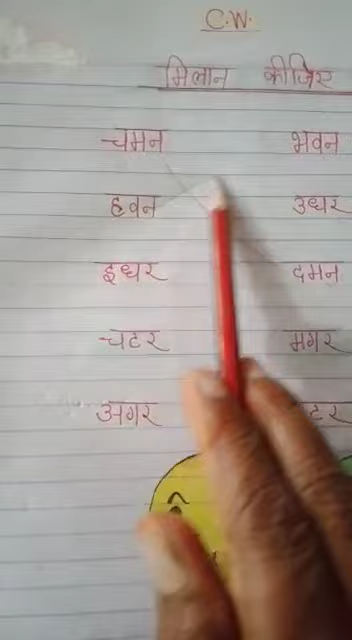 C.W.
मिलान कीजिए
चमन भवन
हवन उधर
इधर दमन
चटर मगर
अगर